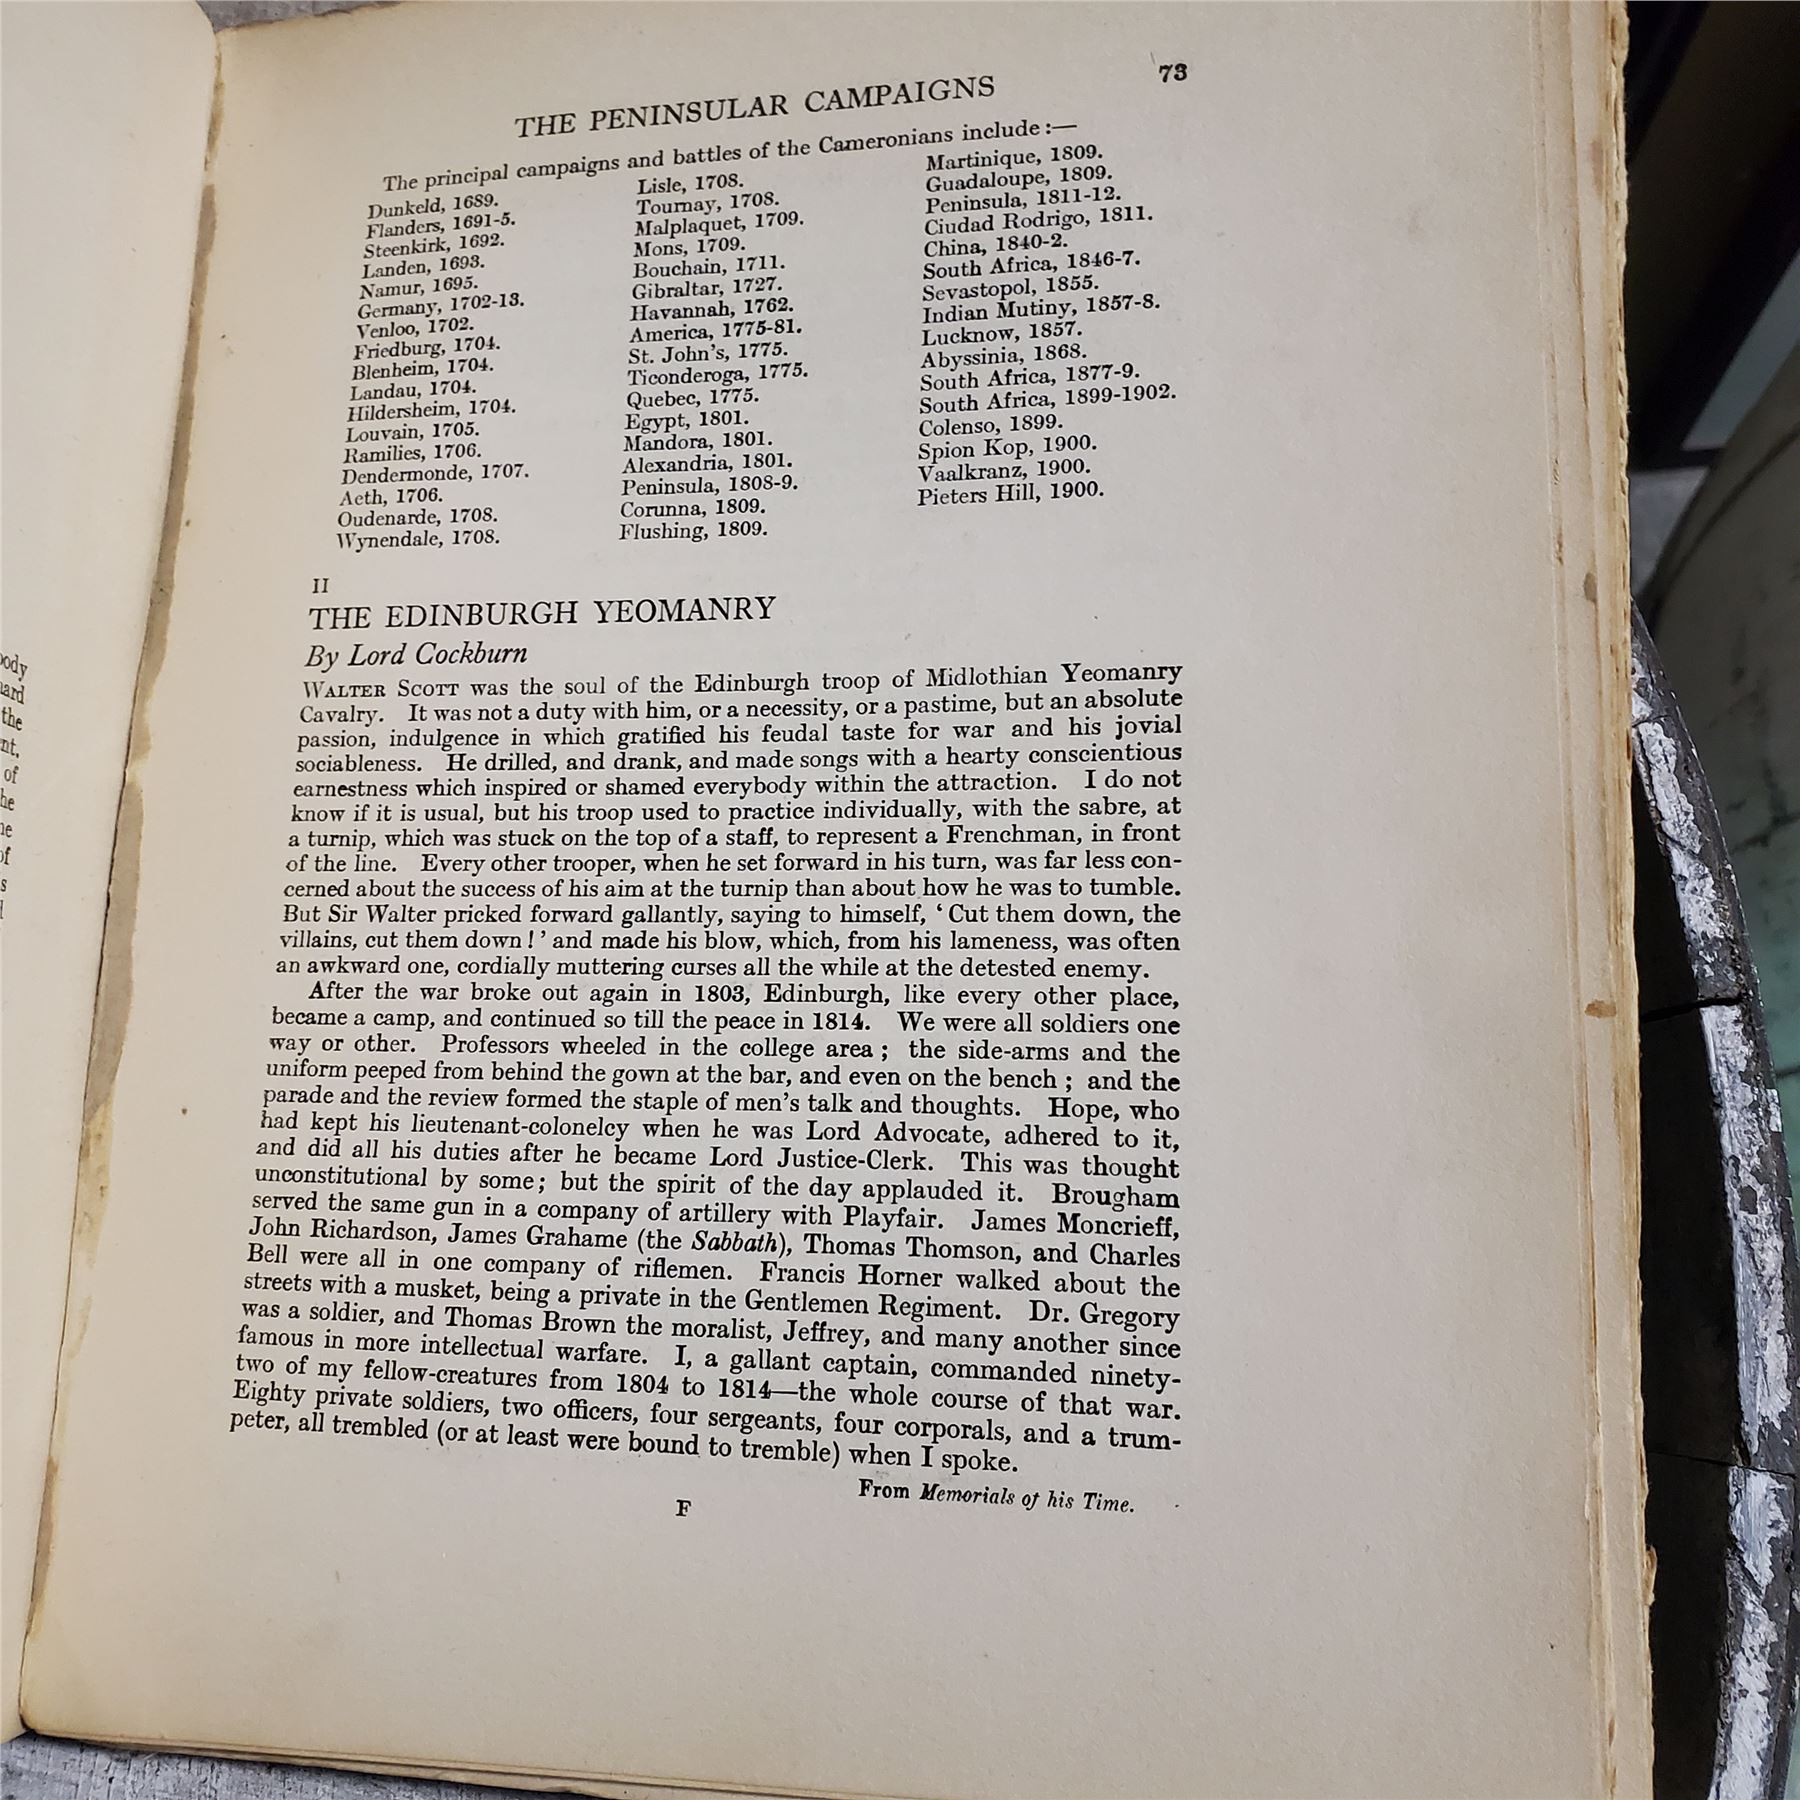 ody
ard
the
nt.
of
he
ne
of
s
73
THE PENINSULAR CAMPAIGNS
The principal campaigns and battles of the Cameronians include :—
Dunkeld, 1689.
Flanders, 1691-5.
Steenkirk, 1692.
Landen, 1693.
Namur, 1695.
Germany, 1702-13.
Venloo, 1702.
Friedburg, 1704.
Blenheim, 1704.
Landau, 1704.
Hildersheim, 1704.
Louvain, 1705.
Ramilies, 1706.
Dendermonde, 1707.
Aeth, 1706.
Oudenarde, 1708.
Wynendale, 1708.
Lisle, 1708.
Tournay, 1708.
Malplaquet, 1709.
Mons, 1709.
Bouchain, 1711.
Gibraltar, 1727.
Havannah, 1762.
America, 1775-81.
St. John's, 1775.
Ticonderoga, 1775.
Quebec, 1775.
Egypt, 1801.
Mandora, 1801.
Alexandria, 1801.
Peninsula, 1808-9.
Corunna, 1809.
Flushing, 1809.
Martinique, 1809.
Guadaloupe, 1809.
Peninsula, 1811-12.
Ciudad Rodrigo, 1811.
China, 1840-2.
South Africa, 1846-7.
Sevastopol, 1855.
Indian Mutiny, 1857-8.
Lucknow, 1857.
Abyssinia, 1868.
South Africa, 1877-9.
South Africa, 1899-1902.
Colenso, 1899.
Spion Kop, 1900.
Vaalkranz, 1900.
Pieters Hill, 1900.
II
THE EDINBURGH YEOMANRY
By Lord Cockburn
WALTER SCOTT was the soul of the Edinburgh troop of Midlothian Yeomanry
Cavalry. It was not a duty with him, or a necessity, or a pastime, but an absolute
passion, indulgence in which gratified his feudal taste for war and his jovial
sociableness. He drilled, and drank, and made songs with a hearty conscientious
earnestness which inspired or shamed everybody within the attraction. I do not
know if it is usual, but his troop used to practice individually, with the sabre, at
a turnip, which was stuck on the top of a staff, to represent a Frenchman, in front
of the line. Every other trooper, when he set forward in his turn, was far less con-
cerned about the success of his aim at the turnip than about how he was to tumble.
But Sir Walter pricked forward gallantly, saying to himself, ‘Cut them down, the
villains, cut them down !’ and made his blow, which, from his lameness, was often
an awkward one, cordially muttering curses all the while at the detested enemy.
After the war broke out again in 1803, Edinburgh, like every other place,
became a camp, and continued so till the peace in 1814. We were all soldiers one
way or other. Professors wheeled in the college area ; the side-arms and the
uniform peeped from behind the gown at the bar, and even on the bench ; and the
parade and the review formed the staple of men's talk and thoughts. Hope, who
had kept his lieutenant-colonelcy when he was Lord Advocate, adhered to it,
and did all his duties after he became Lord Justice-Clerk. This was thought
unconstitutional by some ; but the spirit of the day applauded it. Brougham
served the same gun in a company of artillery with Playfair. James Moncrieff,
John Richardson, James Grahame (the Sabbath), Thomas Thomson, and Charles
Bell were all in one company of riflemen. Francis Horner walked about the
streets with a musket, being a private in the Gentlemen Regiment. Dr. Gregory
was a soldier, and Thomas Brown the moralist, Jeffrey, and many another since
famous in more intellectual warfare. I, a gallant captain, commanded ninety-
two of my fellow-creatures from 1804 to 1814—the whole course of that war.
Eighty private soldiers, two officers, four sergeants, four corporals, and a trum-
peter, all trembled (or at least were bound to tremble) when I spoke.
From Memorials of his Time.
F